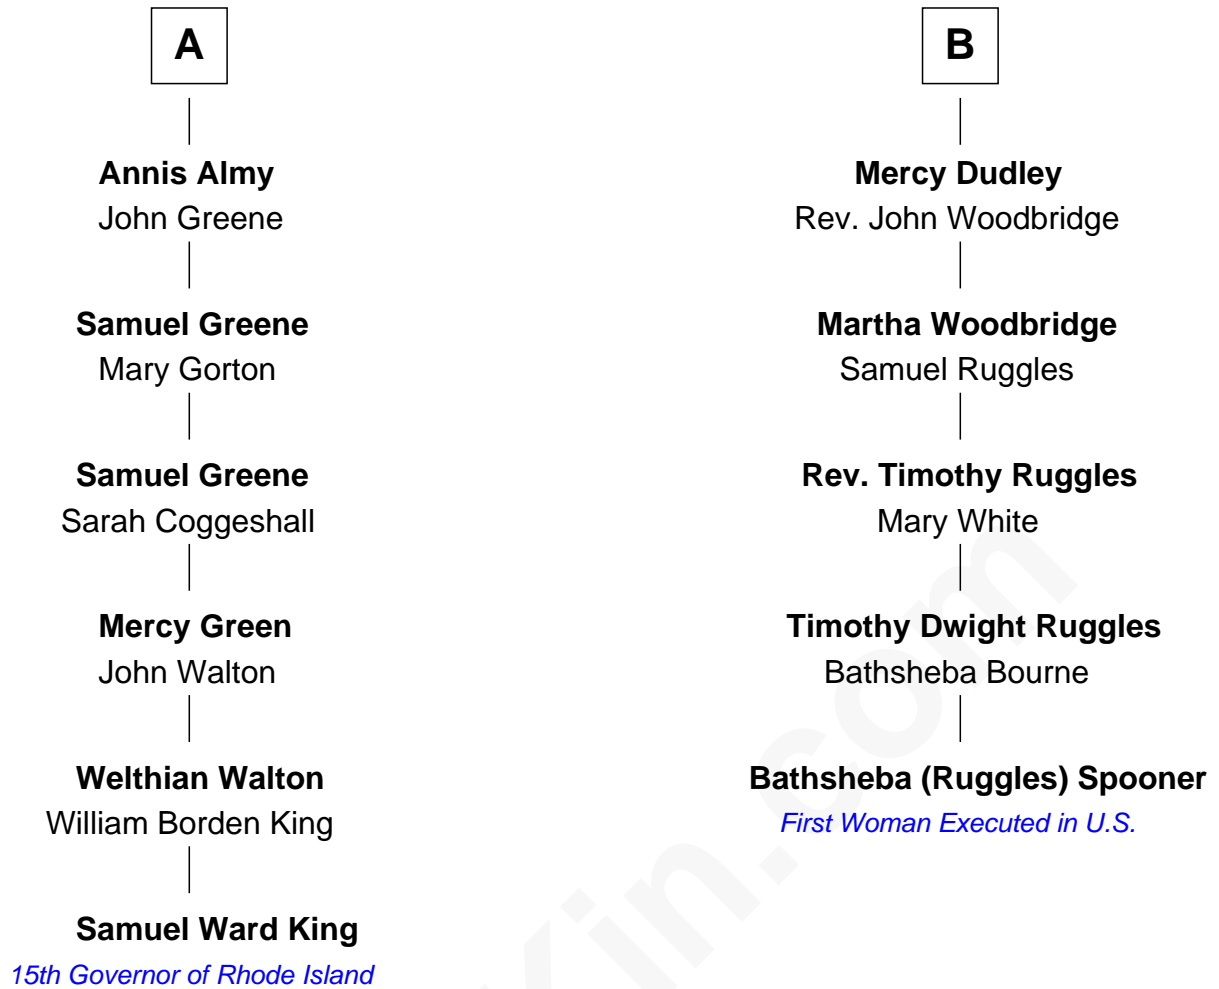 A
Annis Almy
John Greene
Samuel Greene
Mary Gorton
Samuel Greene
Sarah Coggeshall
Mercy Green
John Walton
Welthian Walton
William Borden King
Samuel Ward King
15th Governor of Rhode Island
B
Mercy Dudley
Rev. John Woodbridge
Martha Woodbridge
Samuel Ruggles
Rev. Timothy Ruggles
Mary White
Timothy Dwight Ruggles
Bathsheba Bourne
Bathsheba (Ruggles) Spooner
First Woman Executed in U.S.
Kin.com